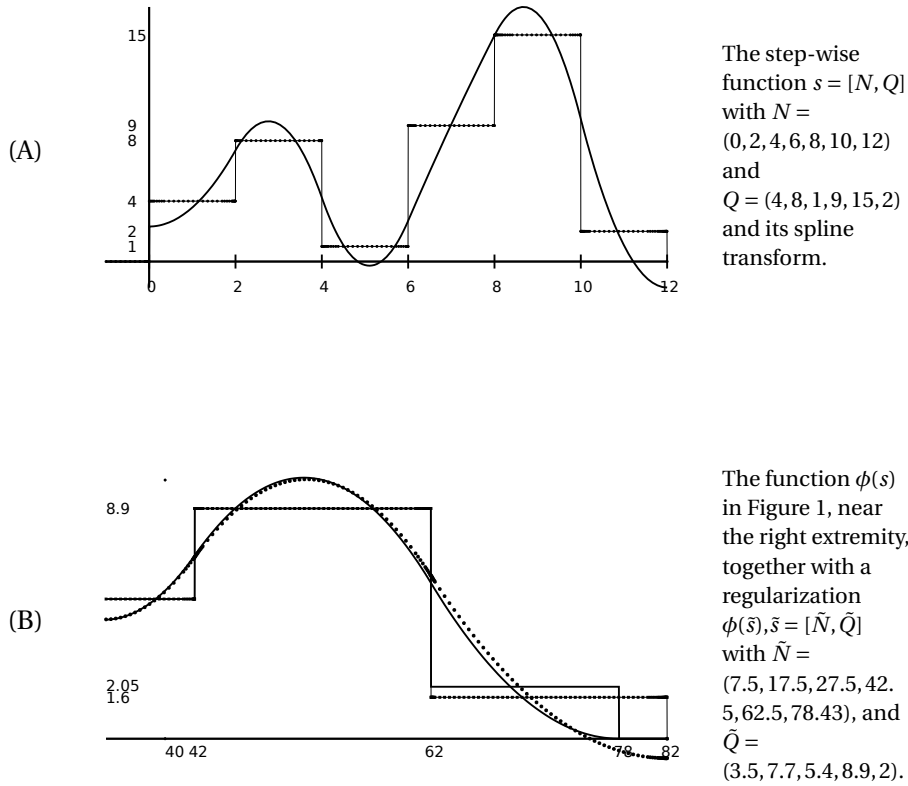 15
9
8
4
2
1
0 2 4 6 8 10 12
(A)
The step-wise
function s = [N, Q]
with N =
(0, 2, 4, 6, 8, 10, 12)
and
Q = (4, 8, 1, 9, 15, 2)
and its spline
transform.
8.9
2.05
1.6
40 42 62 78 82
(B)
The function ϕ(s)
in Figure 1, near
the right extremity,
together with a
regularization
ϕ(s̃), s̃ = [Ñ, Q̃]
with Ñ =
(7.5, 17.5, 27.5, 42.
5, 62.5, 78.43), and
Q̃ =
(3.5, 7.7, 5.4, 8.9, 2).